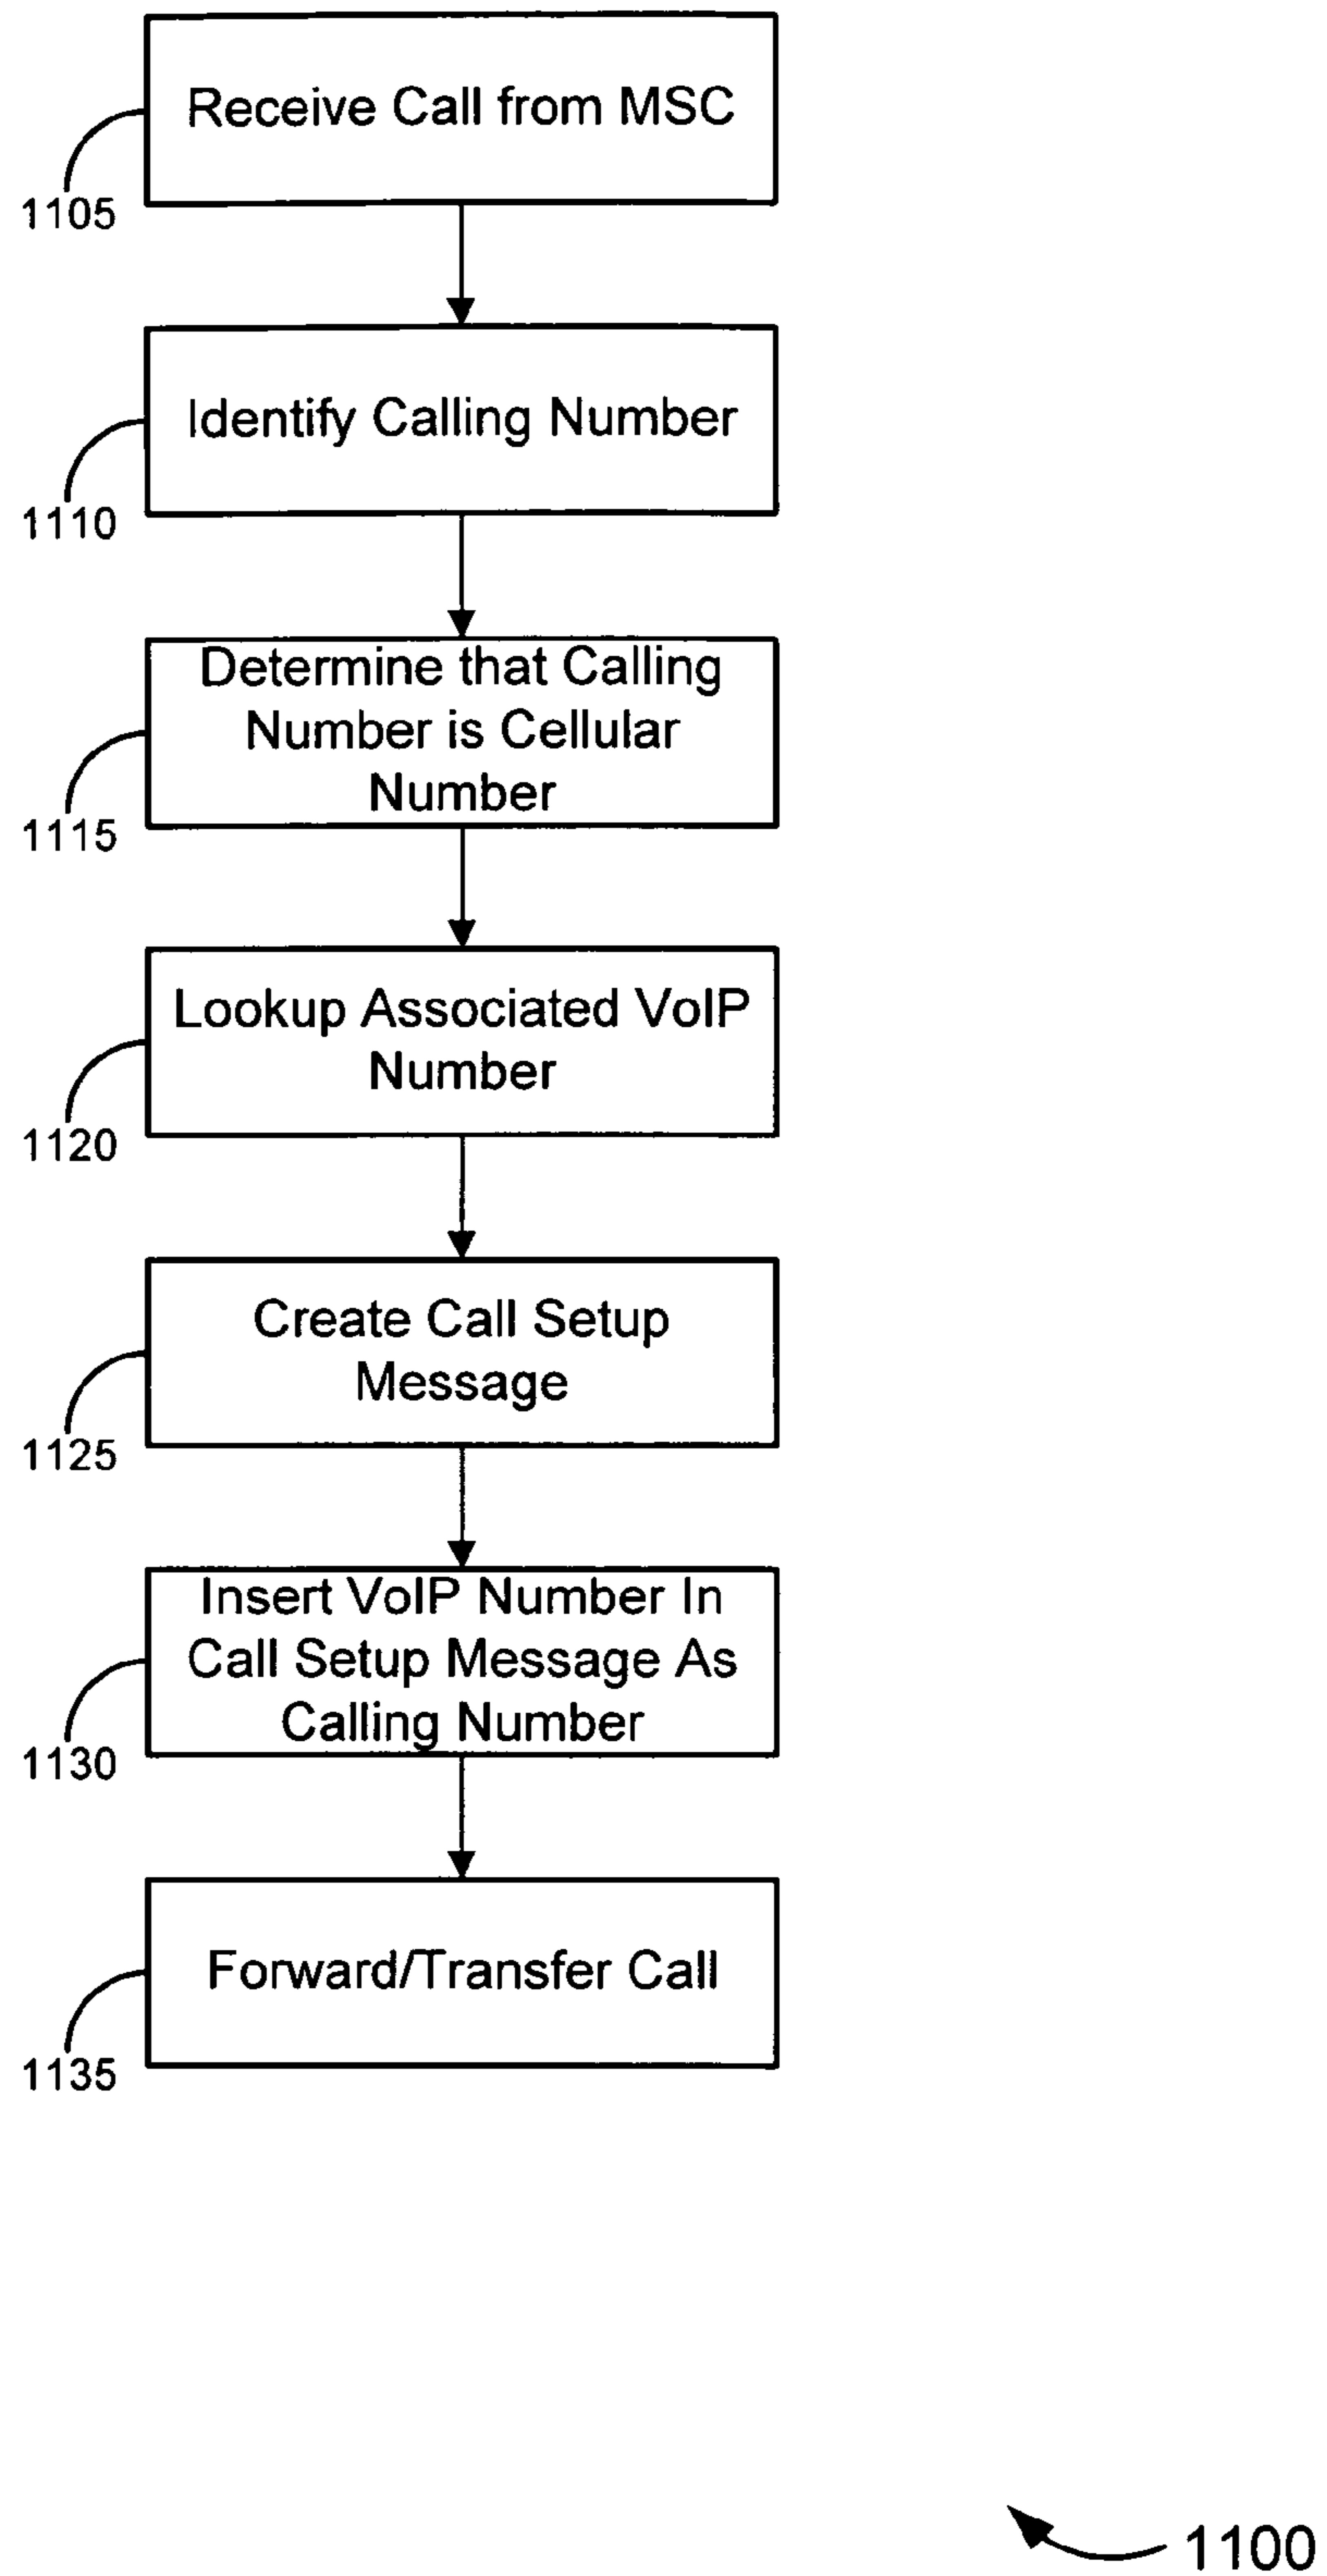 Receive Call from MSC
1105
Identify Calling Number
1110
Determine that Calling
Number is Cellular
Number
1115
Lookup Associated VoIP
Number
1120
Create Call Setup
Message
1125
Insert VoIP Number In
Call Setup Message As
Calling Number
1130
Forward/Transfer Call
1135
1100